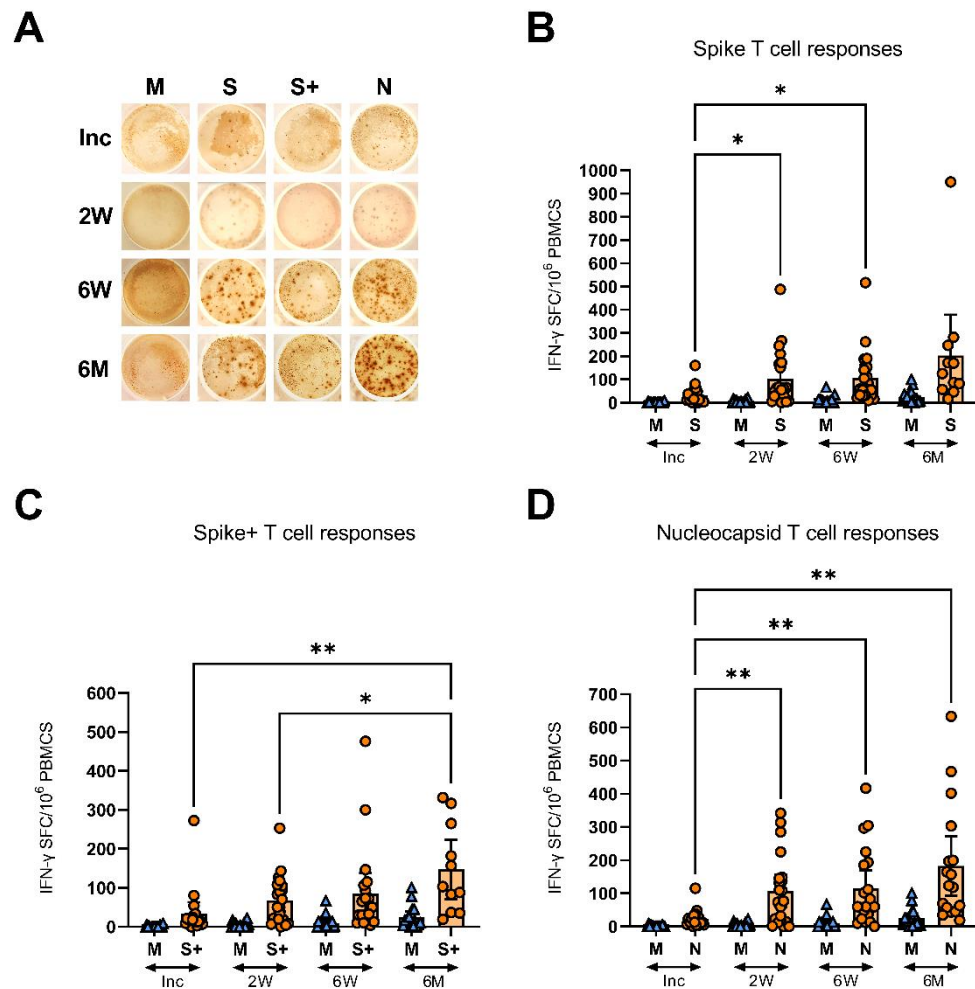 A
M S S+ N
Inc
2W
6W
6M
B
Spike T cell responses
*
*
IFN-γ SFC/10⁶ PBMCS
1000
900
800
700
600
500
400
300
200
100
0
M S M S M S M S
Inc 2W 6W 6M
C
Spike+ T cell responses
**
*
IFN-γ SFC/10⁶ PBMCS
600
500
400
300
200
100
0
M S+ M S+ M S+ M S+
Inc 2W 6W 6M
D
Nucleocapsid T cell responses
**
**
**
IFN-γ SFC/10⁶ PBMCS
700
600
500
400
300
200
100
0
M N M N M N M N
Inc 2W 6W 6M